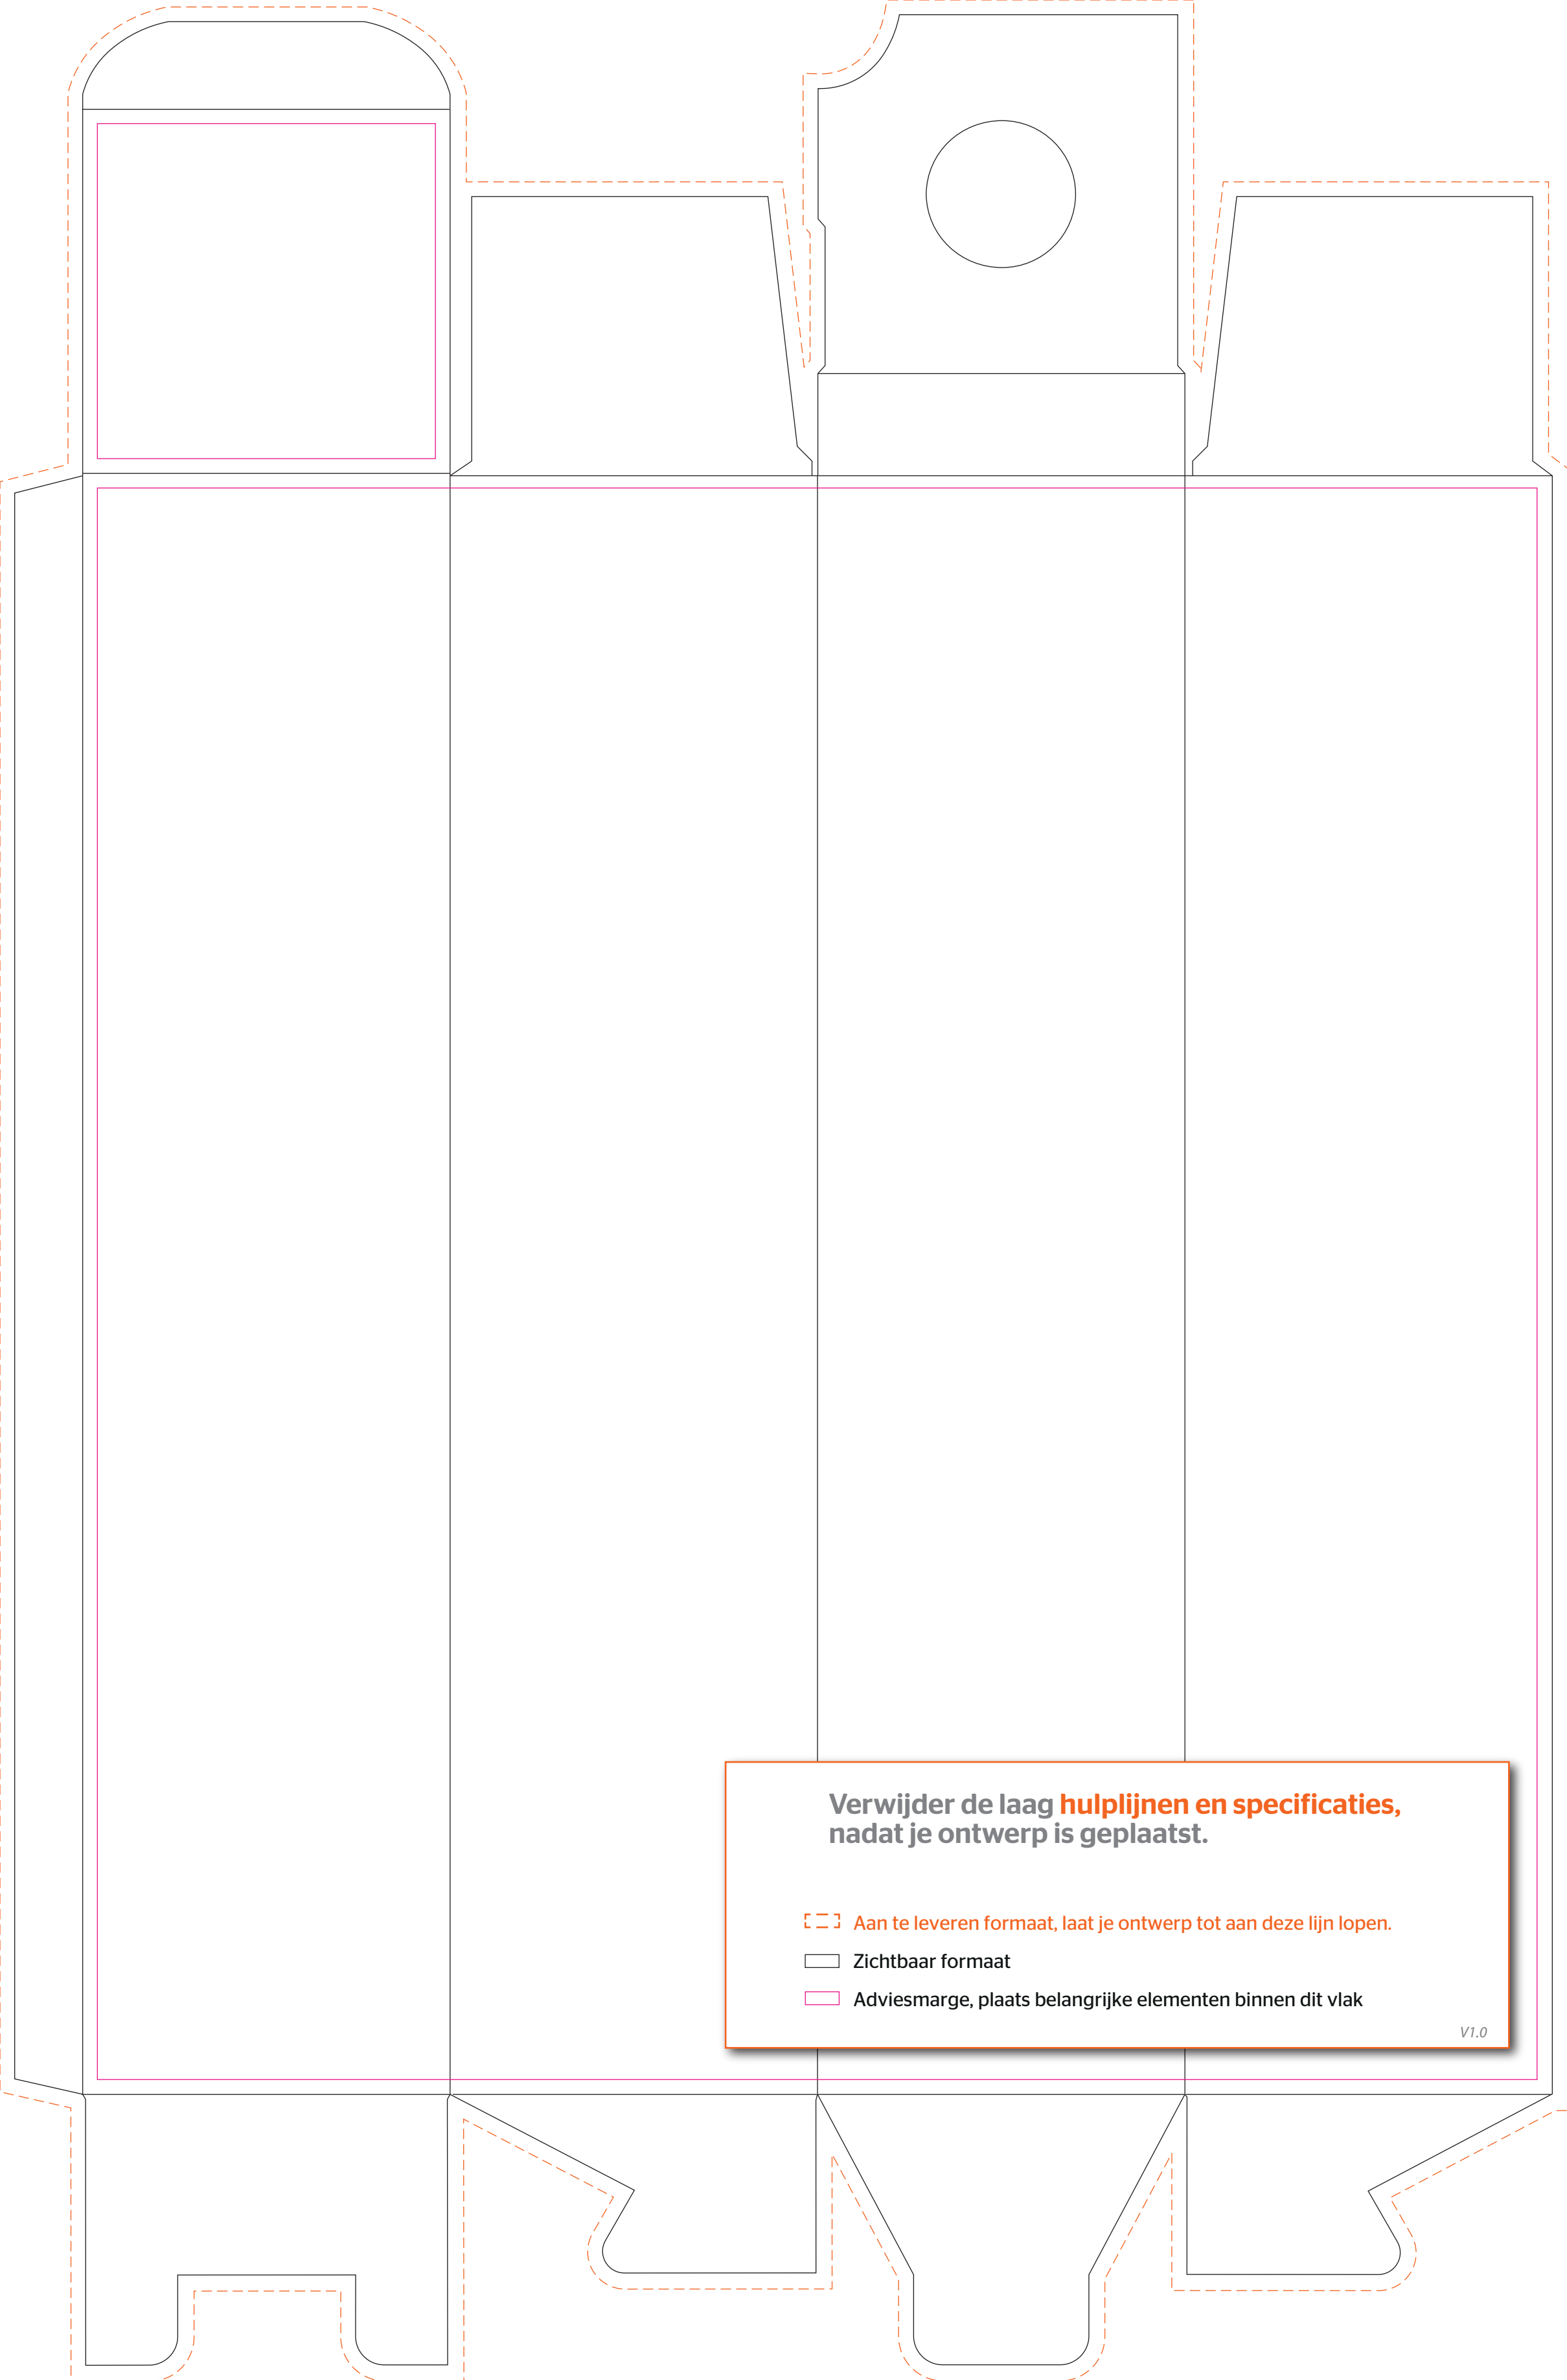 Verwijder de laag hulplijnen en specificaties,
nadat je ontwerp is geplaatst.
Aan te leveren formaat, laat je ontwerp tot aan deze lijn lopen.
Zichtbaar formaat
Adviesmarge, plaats belangrijke elementen binnen dit vlak
V1.0